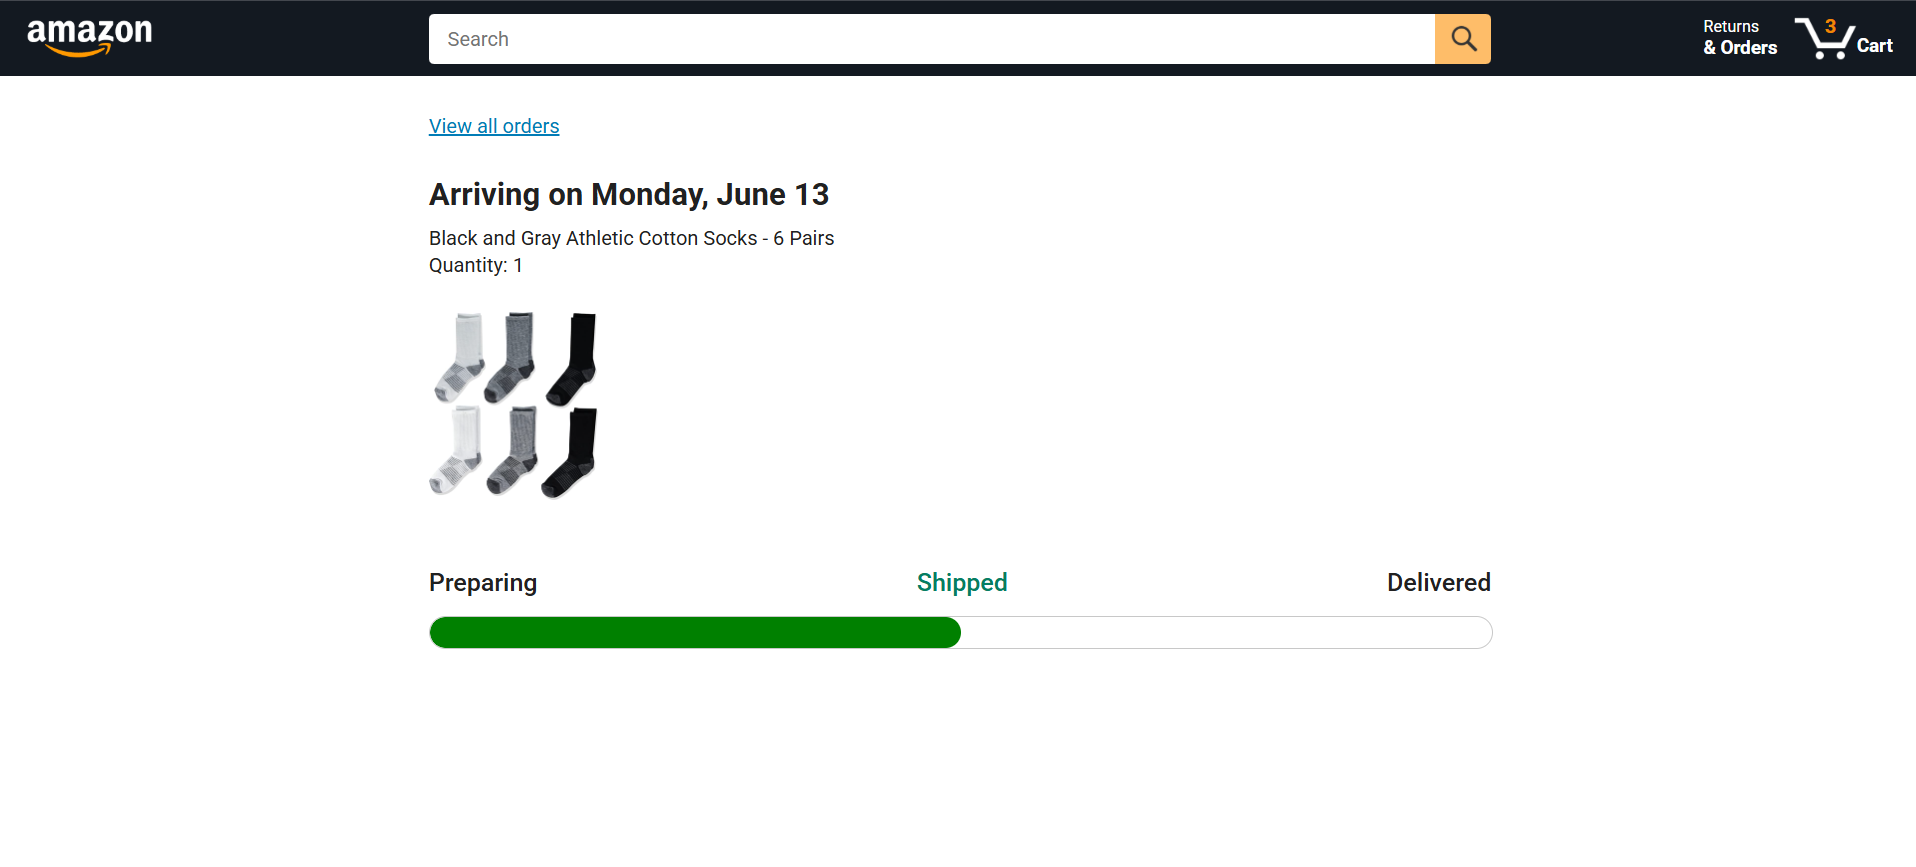 amazon
Search
Returns
& Orders
3
Cart
View all orders
Arriving on Monday, June 13
Black and Gray Athletic Cotton Socks - 6 Pairs
Quantity: 1
Preparing
Shipped
Delivered